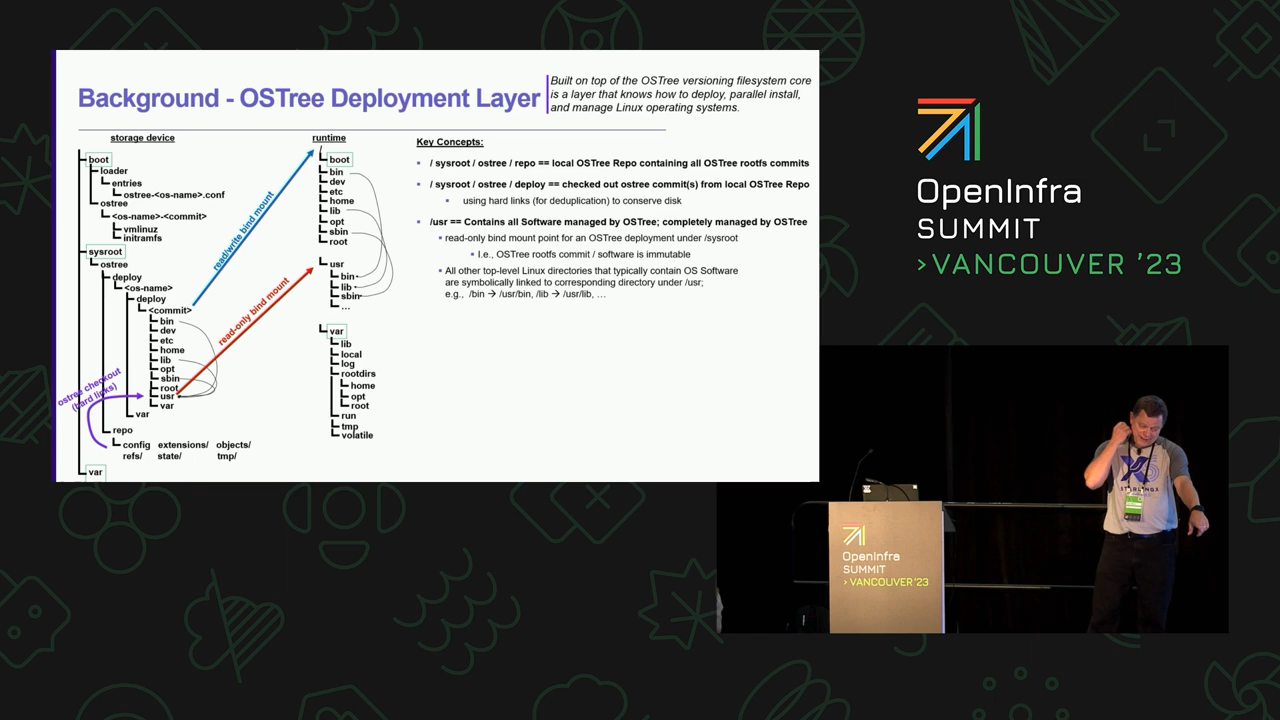 Background - OSTree Deployment Layer
Built on top of the OSTree versioning filesystem core
is a layer that knows how to deploy, parallel install,
and manage Linux operating systems.
storage device
boot
loader
entries
ostree-<os-name>.conf
ostree
<os-name>-<commit>
vmlinuz
initramfs
sysroot
ostree
deploy
<os-name>
deploy
<commit>
bin
dev
etc
home
lib
opt
sbin
root
usr
var
var
repo
config extensions/ objects/
refs/ state/ tmp/
var
ostree checkout
(hard links)
read/write bind mount
read-only bind mount
runtime
/
boot
bin
dev
etc
home
lib
opt
sbin
root
usr
bin
lib
sbin
...
var
lib
local
log
rootdirs
home
opt
root
run
tmp
volatile
Key Concepts:
▪ / sysroot / ostree / repo == local OSTree Repo containing all OSTree rootfs commits
▪ / sysroot / ostree / deploy == checked out ostree commit(s) from local OSTree Repo
▪ using hard links (for deduplication) to conserve disk
▪ /usr == Contains all Software managed by OSTree; completely managed by OSTree
▪ read-only bind mount point for an OSTree deployment under /sysroot
▪ I.e., OSTree rootfs commit / software is immutable
▪ All other top-level Linux directories that typically contain OS Software
are symbolically linked to corresponding directory under /usr;
e.g., /bin → /usr/bin, /lib → /usr/lib, …
OpenInfra
SUMMIT
>VANCOUVER '23
OpenInfra
SUMMIT
> VANCOUVER '23
STARLINGX